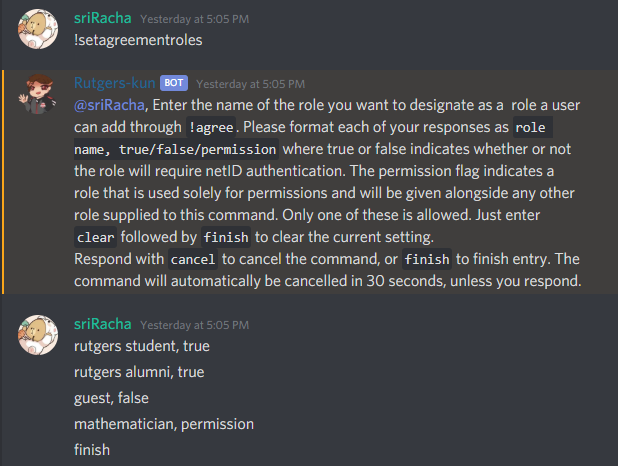 sriRacha Yesterday at 5:05 PM
!setagreementroles
Rutgers-kun BOT Yesterday at 5:05 PM
@sriRacha, Enter the name of the role you want to designate as a role a user
can add through !agree. Please format each of your responses as role
name, true/false/permission where true or false indicates whether or not
the role will require netID authentication. The permission flag indicates a
role that is used solely for permissions and will be given alongside any other
role supplied to this command. Only one of these is allowed. Just enter
clear followed by finish to clear the current setting.
Respond with cancel to cancel the command, or finish to finish entry. The
command will automatically be cancelled in 30 seconds, unless you respond.
sriRacha Yesterday at 5:05 PM
rutgers student, true
rutgers alumni, true
guest, false
mathematician, permission
finish